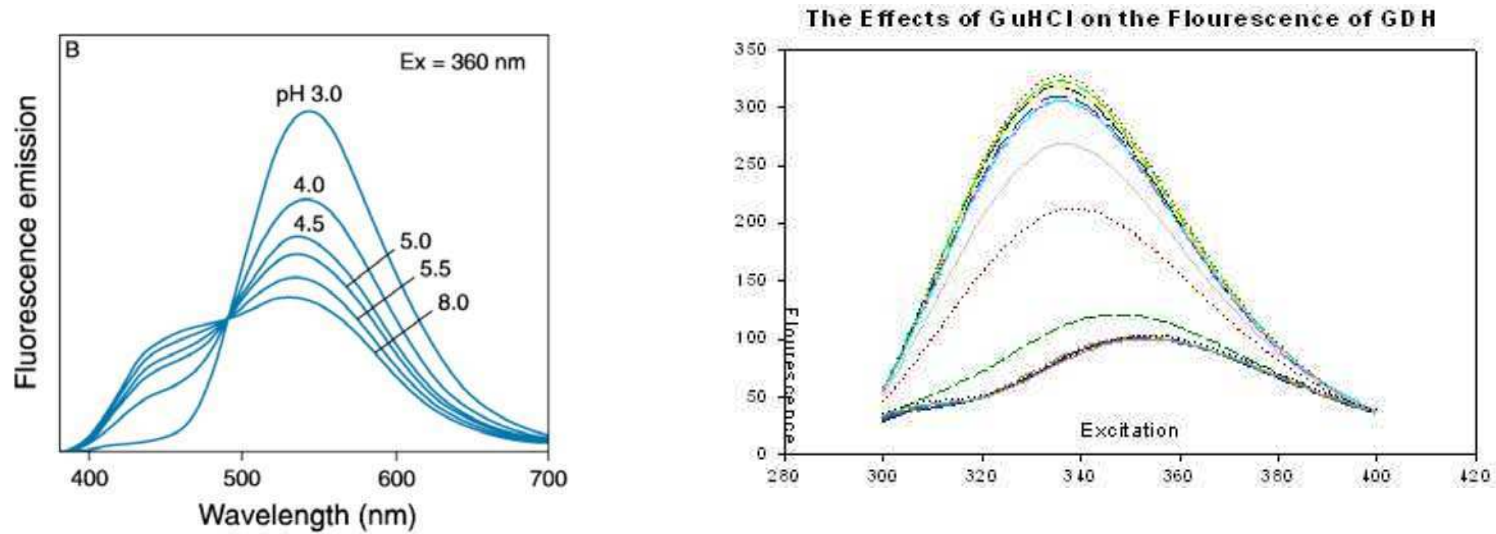 B
Ex = 360 nm
pH 3.0
4.0
4.5
5.0
5.5
8.0
Fluorescence emission
400 500 600 700
Wavelength (nm)
The Effects of GuHCl on the Flourescence of GDH
350
300
250
200
150
100
50
0
Flourescence
Excitation
280 300 320 340 360 380 400 420